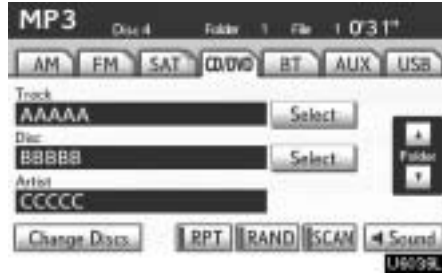 MP3 Disc 4 Folder 1 File 1 0'31"
AM FM SAT CD/DVD BT AUX USB
Track
AAAAA Select
Disc
BBBBB Select
Folder
Artist
CCCCC
Change Discs RPT RAND SCAN Sound
U6039L